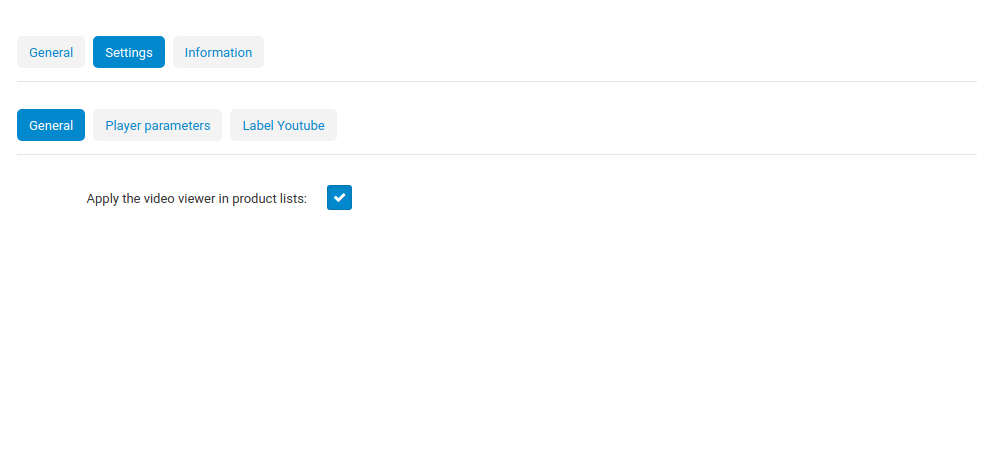 General Settings Information
General Player parameters Label Youtube
Apply the video viewer in product lists: